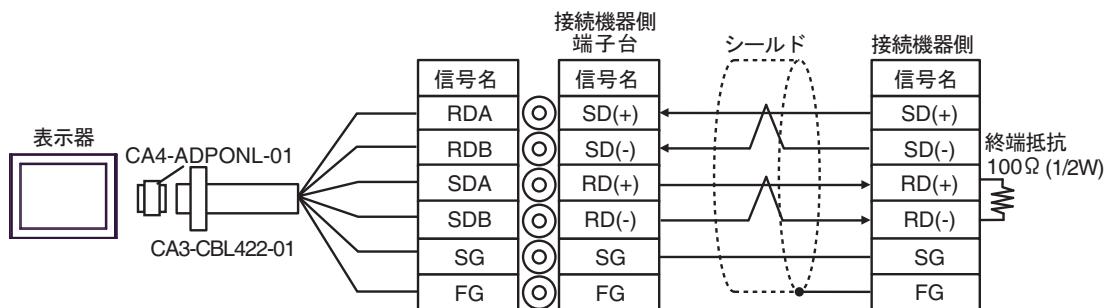 表示器
CA4-ADPONL-01
CA3-CBL422-01
信号名
RDA
RDB
SDA
SDB
SG
FG
接続機器側
端子台
信号名
SD(+)
SD(-)
RD(+)
RD(-)
SG
FG
シールド
接続機器側
信号名
SD(+)
SD(-)
RD(+)
RD(-)
SG
FG
終端抵抗
100Ω (1/2W)